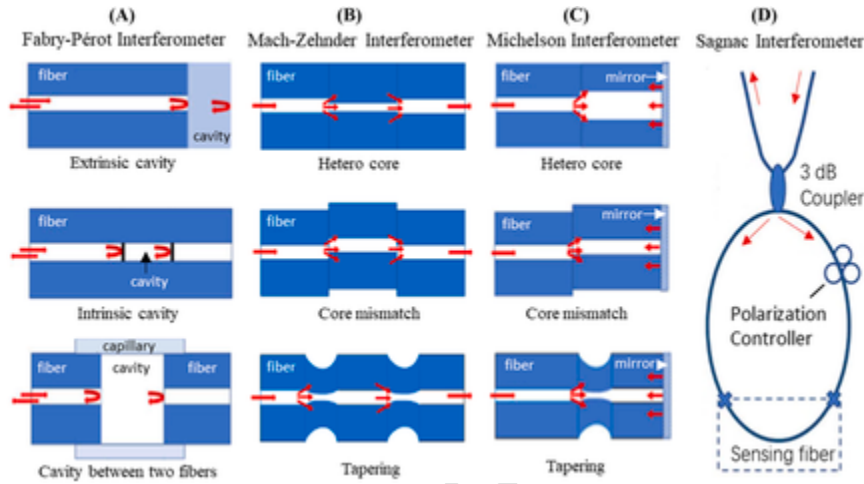 (A)
Fabry-Pérot Interferometer
fiber
cavity
Extrinsic cavity
fiber
cavity
Intrinsic cavity
capillary
fiber
cavity
fiber
Cavity between two fibers
(B)
Mach-Zehnder Interferometer
fiber
Hetero core
fiber
Core mismatch
fiber
Tapering
(C)
Michelson Interferometer
mirror
fiber
Hetero core
mirror
fiber
Core mismatch
mirror
fiber
Tapering
(D)
Sagnac Interferometer
3 dB
Coupler
Polarization
Controller
Sensing fiber